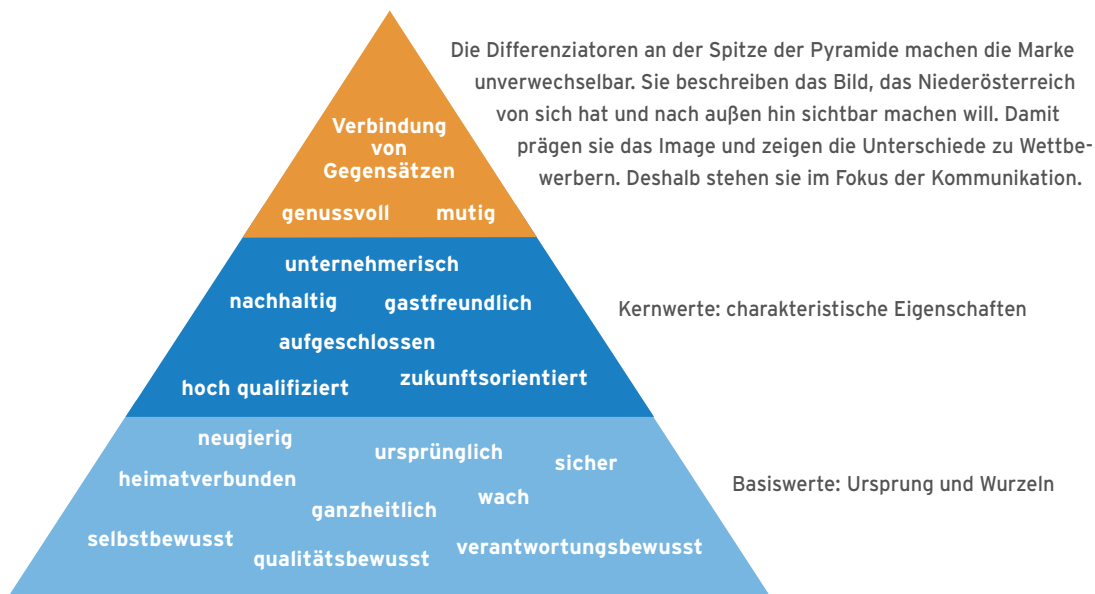 Die Differenziatoren an der Spitze der Pyramide machen die Marke
unverwechselbar. Sie beschreiben das Bild, das Niederösterreich
von sich hat und nach außen hin sichtbar machen will. Damit
prägen sie das Image und zeigen die Unterschiede zu Wettbe-
werbern. Deshalb stehen sie im Fokus der Kommunikation.
Verbindung
von
Gegensätzen
genussvoll mutig
unternehmerisch
nachhaltig gastfreundlich
aufgeschlossen
hoch qualifiziert zukunftsorientiert
Kernwerte: charakteristische Eigenschaften
neugierig
ursprünglich
sicher
heimatverbunden
wach
ganzheitlich
selbstbewusst
qualitätsbewusst
verantwortungsbewusst
Basiswerte: Ursprung und Wurzeln